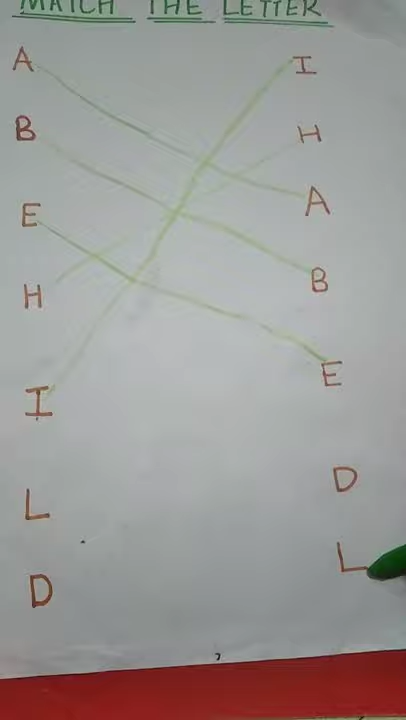 MATCH THE LETTER
A I
B H
E A
H B
I E
L D
D L